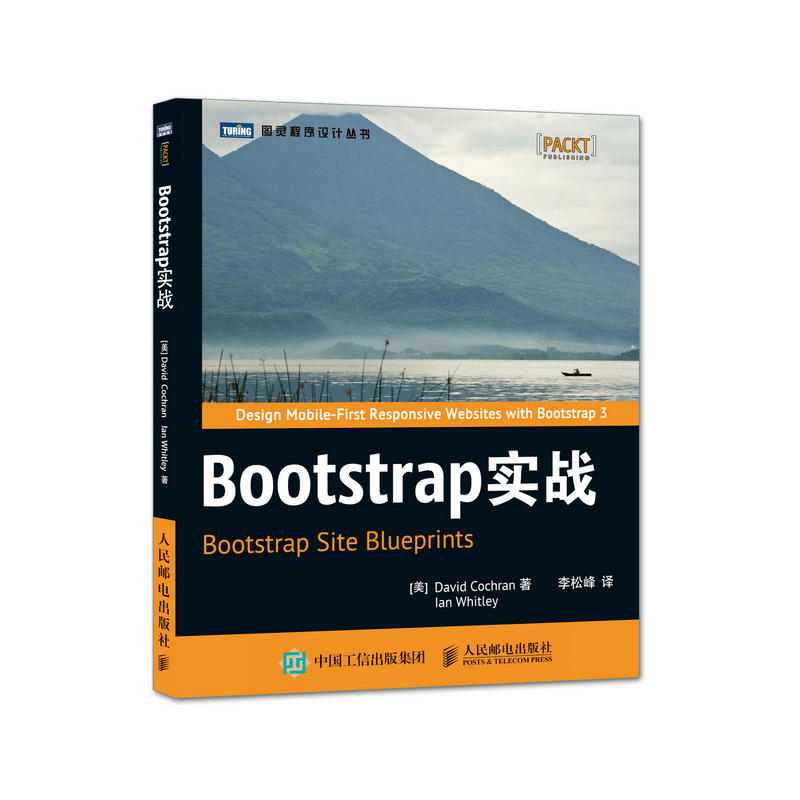 TURING
图灵程序设计丛书
[PACKT]
PUBLISHING
Design Mobile-First Responsive Websites with Bootstrap 3
Bootstrap实战
Bootstrap Site Blueprints
[美] David Cochran 著
Ian Whitley
李松峰 译
中国工信出版集团
人民邮电出版社
POSTS & TELECOM PRESS
TURING
[PACKT]
Bootstrap实战
[美] David Cochran Ian Whitley 著
人民邮电出版社